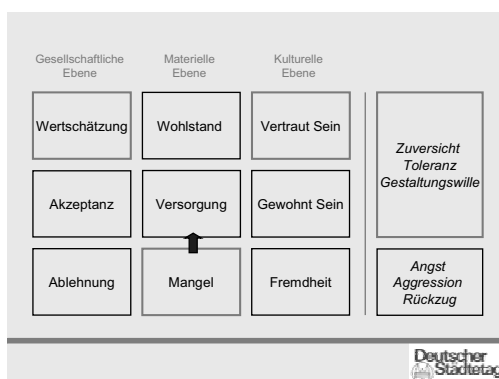 Gesellschaftliche
Ebene
Materielle
Ebene
Kulturelle
Ebene
Wertschätzung
Wohlstand
Vertraut Sein
Zuversicht
Toleranz
Gestaltungswille
Akzeptanz
Versorgung
Gewohnt Sein
Ablehnung
Mangel
Fremdheit
Angst
Aggression
Rückzug
Deutscher
Städtetag